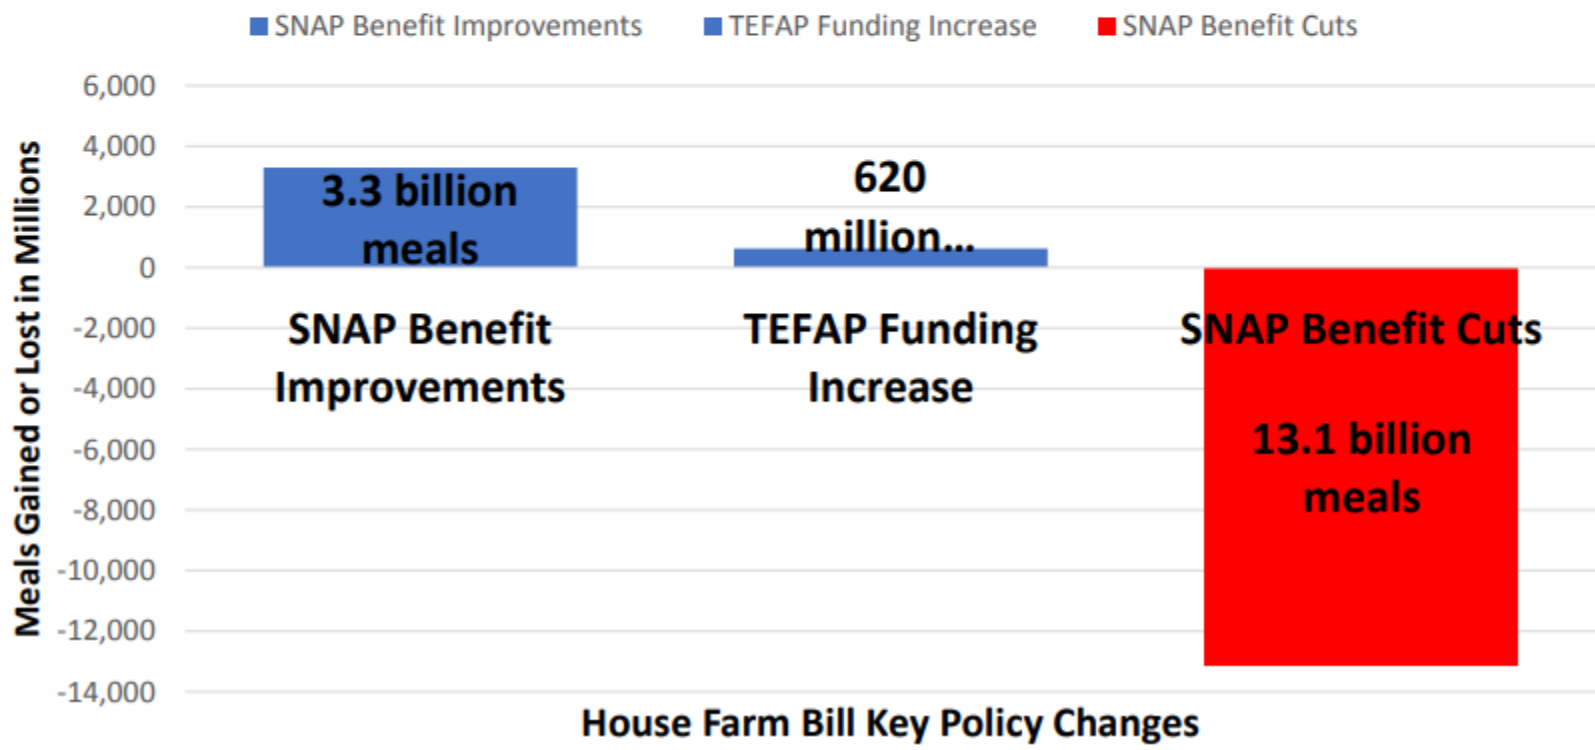 SNAP Benefit Improvements TEFAP Funding Increase SNAP Benefit Cuts
Meals Gained or Lost in Millions
6,000
4,000
2,000
0
-2,000
-4,000
-6,000
-8,000
-10,000
-12,000
-14,000
3.3 billion
meals
620
million...
SNAP Benefit
Improvements
TEFAP Funding
Increase
SNAP Benefit Cuts
13.1 billion
meals
House Farm Bill Key Policy Changes